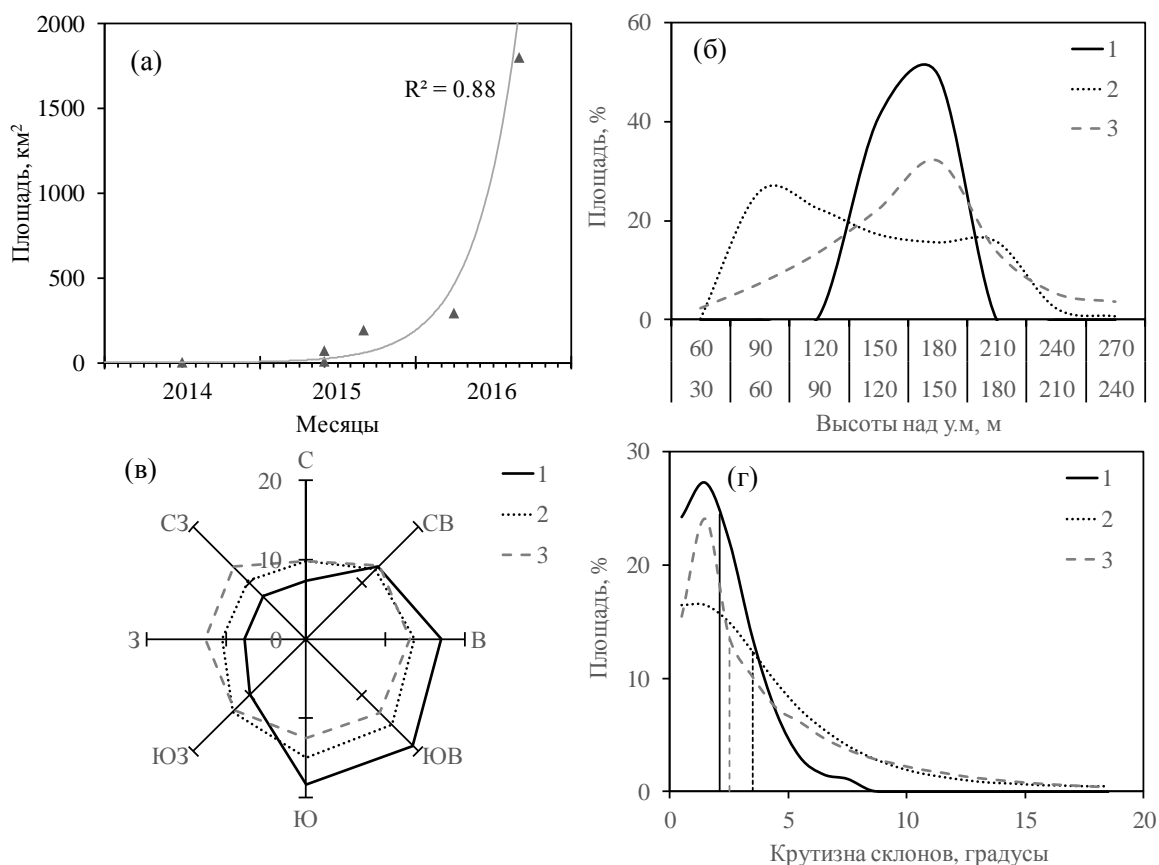 (а)
R² = 0.88
Площадь, км²
2000
1500
1000
500
0
2014 2015 2016
Месяцы
(б)
1
2
3
Площадь, %
60
40
20
0
60 90 120 150 180 210 240 270
30 60 90 120 150 180 210 240
Высоты над у.м, м
(в)
1
2
3
С
20
СЗ СВ
10
З 0 В
ЮЗ ЮВ
Ю
(г)
1
2
3
Площадь, %
30
20
10
0
0 5 10 15 20
Крутизна склонов, градусы